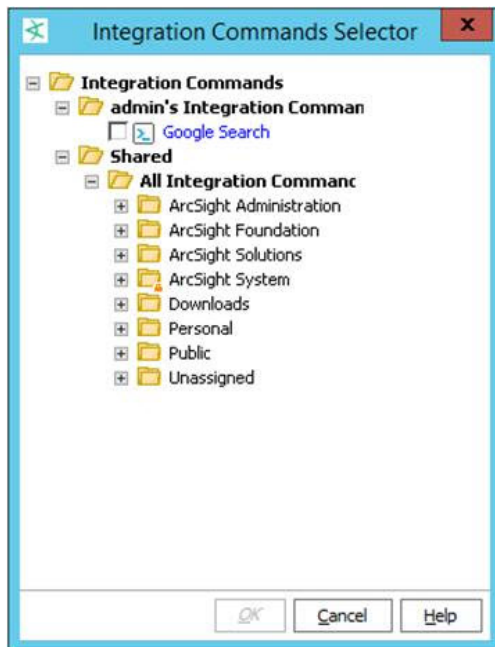 Integration Commands Selector
x
Integration Commands
admin's Integration Comman
Google Search
Shared
All Integration Commanc
ArcSight Administration
ArcSight Foundation
ArcSight Solutions
ArcSight System
Downloads
Personal
Public
Unassigned
OK Cancel Help